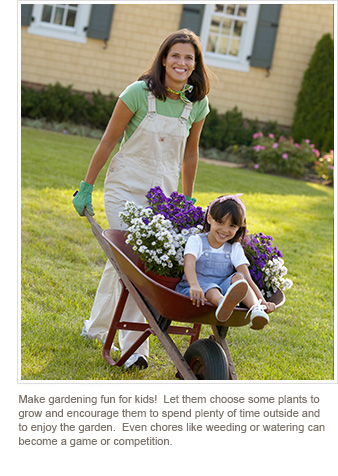 Make gardening fun for kids!  Let them choose some plants to
grow and encourage them to spend plenty of time outside and
to enjoy the garden.  Even chores like weeding or watering can
become a game or competition.